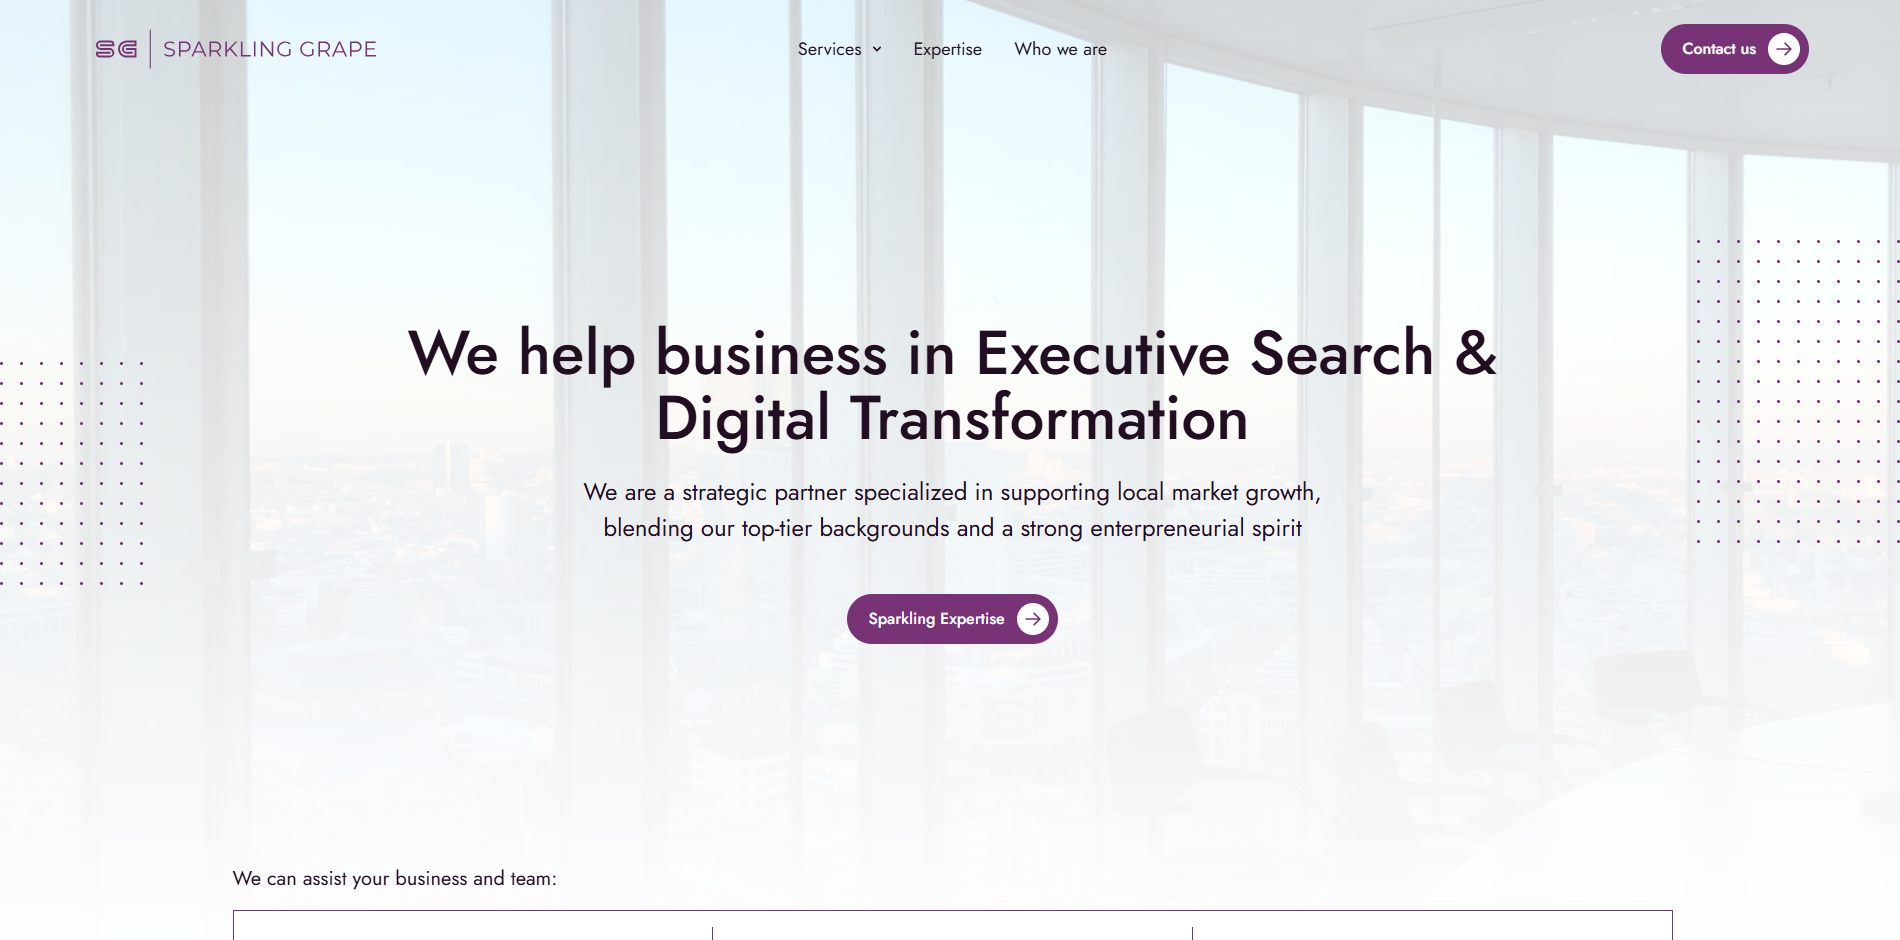 SG | SPARKLING GRAPE
Services
Expertise
Who we are
Contact us
We help business in Executive Search &
Digital Transformation
We are a strategic partner specialized in supporting local market growth,
blending our top-tier backgrounds and a strong enterpreneurial spirit
Sparkling Expertise
We can assist your business and team: